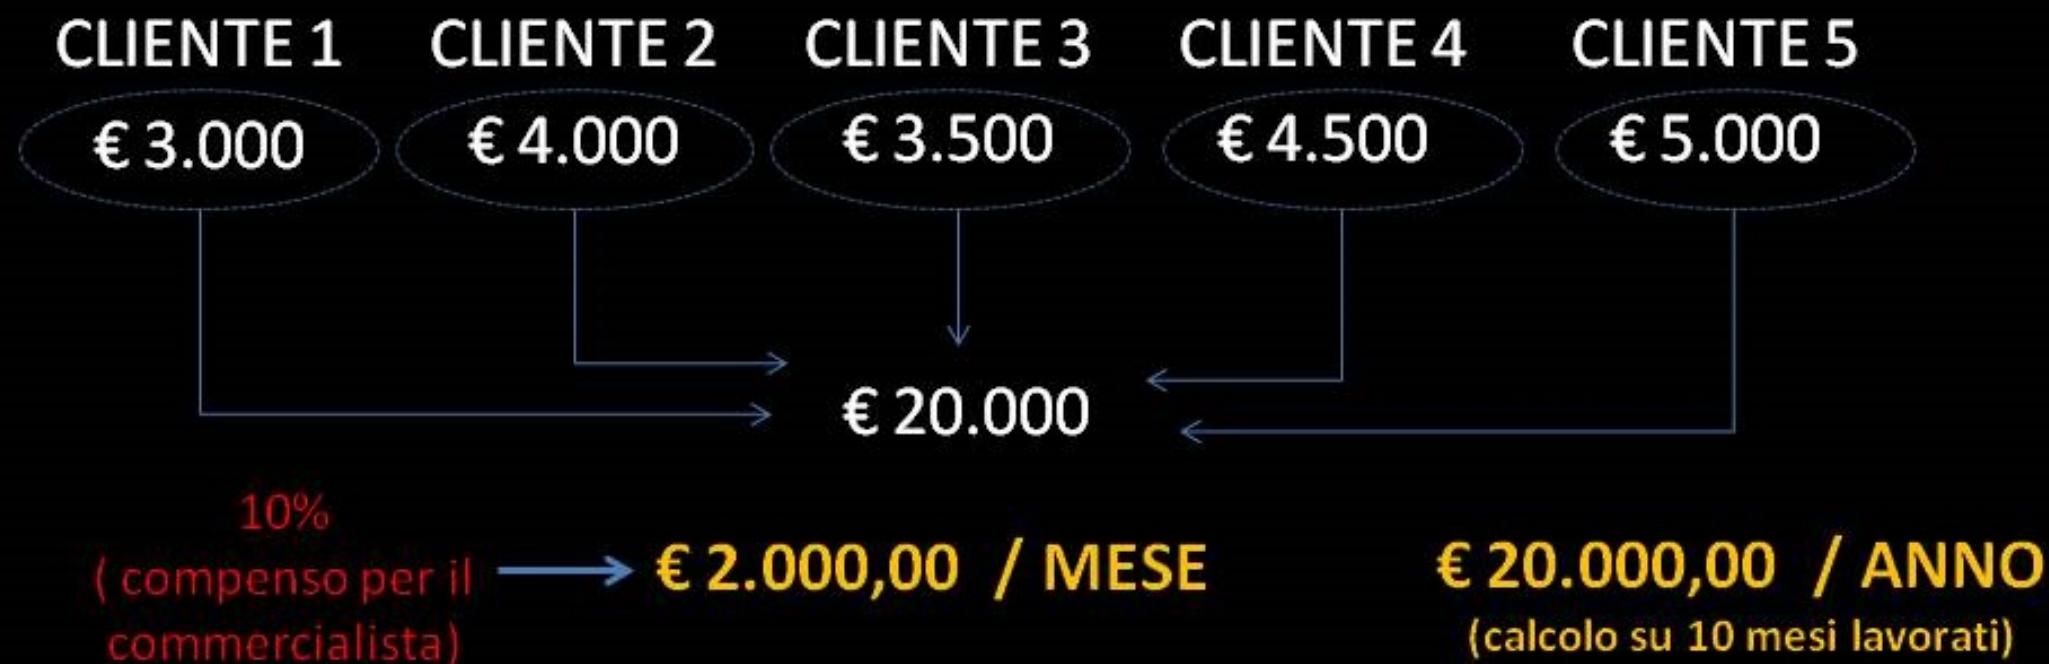 CLIENTE 1 CLIENTE 2 CLIENTE 3 CLIENTE 4 CLIENTE 5
€ 3.000 € 4.000 € 3.500 € 4.500 € 5.000
€ 20.000
10%
( compenso per il
commercialista)
€ 2.000,00 / MESE
€ 20.000,00 / ANNO
(calcolo su 10 mesi lavorati)